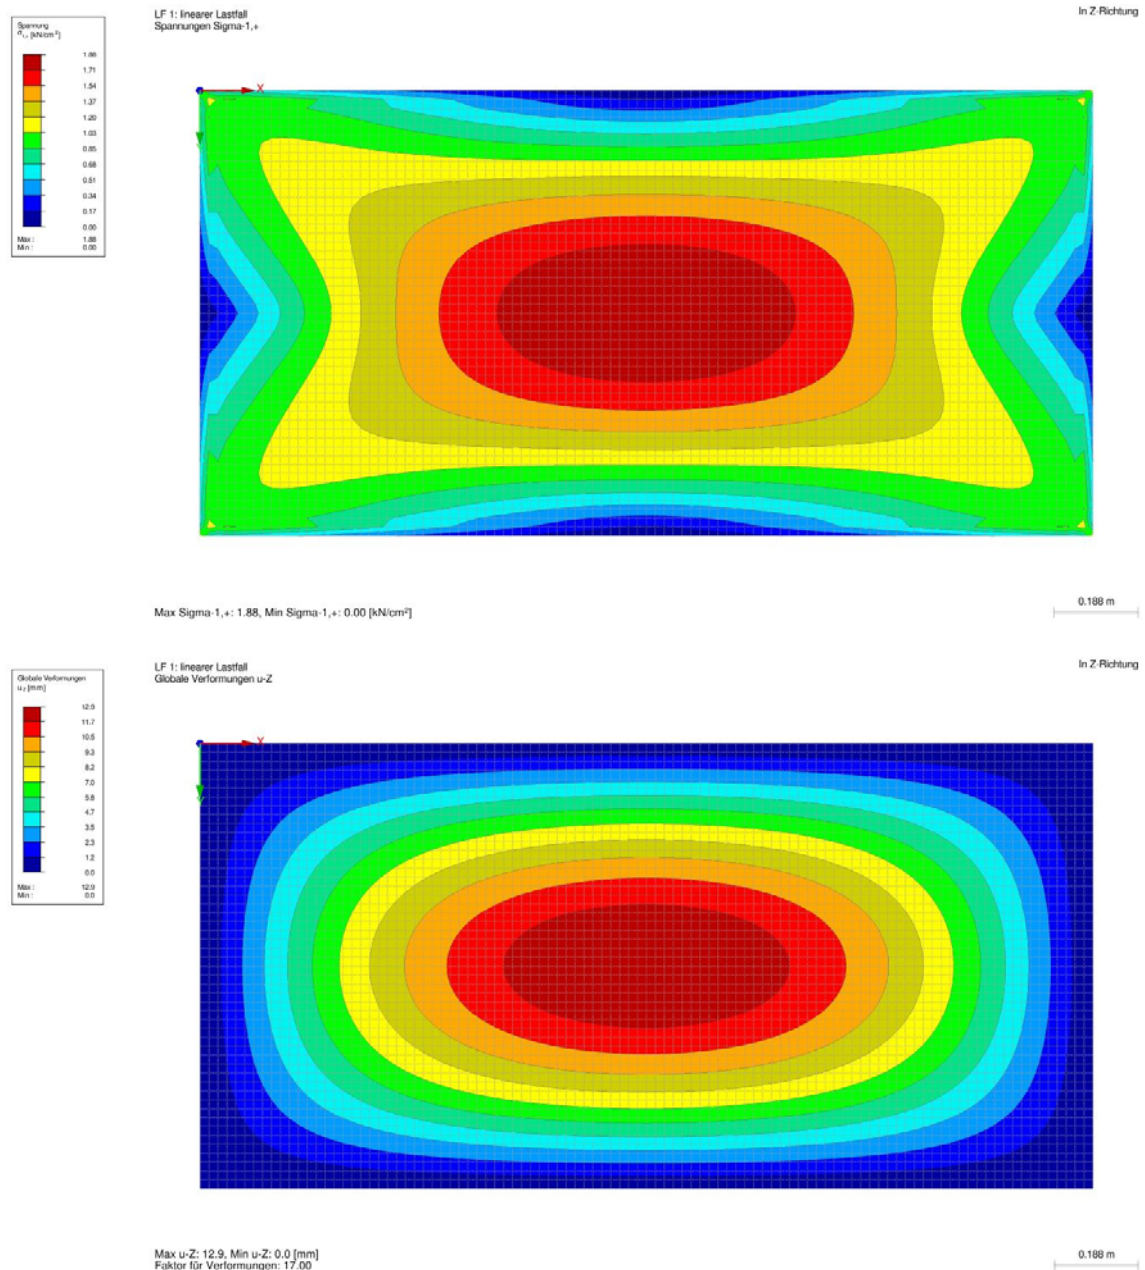 LF 1: linearer Lastfall
Spannungen Sigma-1,+
In Z-Richtung
Spannung
σ1,+ [kN/cm²]
1.88
1.71
1.54
1.37
1.20
1.03
0.85
0.68
0.51
0.34
0.17
0.00
Max : 1.88
Min : 0.00
X
Max Sigma-1,+: 1.88, Min Sigma-1,+: 0.00 [kN/cm²]
0.188 m
LF 1: linearer Lastfall
Globale Verformungen u-Z
In Z-Richtung
Globale Verformungen
uZ [mm]
12.9
11.7
10.5
9.3
8.2
7.0
5.8
4.7
3.5
2.3
1.2
0.0
Max : 12.9
Min : 0.0
X
Y
Max u-Z: 12.9, Min u-Z: 0.0 [mm]
Faktor für Verformungen: 17.00
0.188 m